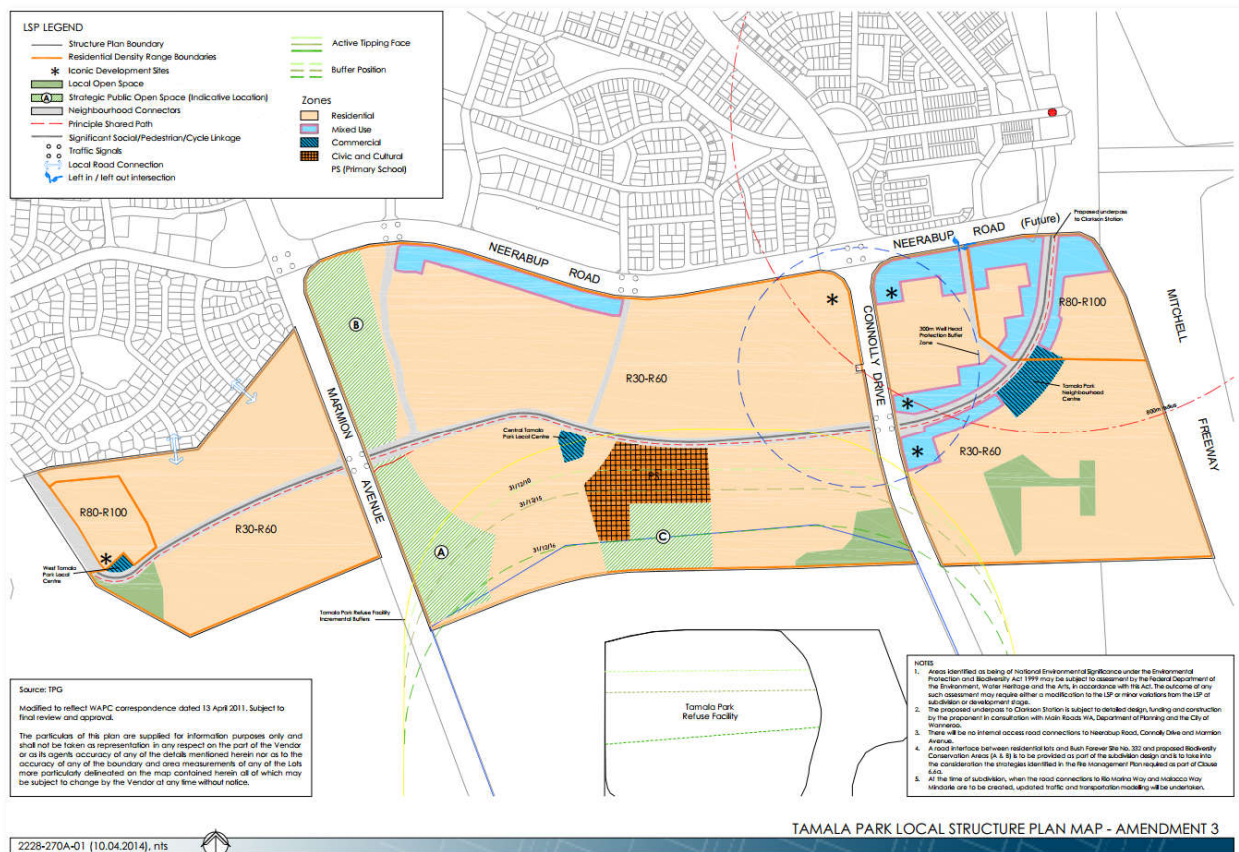 LSP LEGEND
Structure Plan Boundary
Residential Density Range Boundaries
Iconic Development Sites
Local Open Space
A Strategic Public Open Space (Indicative Location)
Neighbourhood Connectors
Principle Shared Path
Significant Social/Pedestrian/Cycle Linkage
Traffic Signals
Local Road Connection
Left in / left out intersection
Active Tipping Face
Buffer Position
Zones
Residential
Mixed Use
Commercial
Civic and Cultural
PS (Primary School)
NEERABUP ROAD
NEERABUP ROAD (Future)
Proposed underpass
to Clarkson Station
R80-R100
MITCHELL
FREEWAY
B
300m Well Head
Protection Buffer
Zone
CONNOLLY DRIVE
R30-R60
Tamala Park
Neighbourhood
Centre
800m radius
MARMION
AVENUE
Central Tamala
Park Local Centre
R30-R60
PS
31/12/10
31/12/15
31/12/16
A
C
R80-R100
R30-R60
West Tamala
Park Local
Centre
Tamala Park Refuse Facility
Incremental Buffers
Tamala Park
Refuse Facility
Source: TPG
Modified to reflect WAPC correspondence dated 13 April 2011. Subject to
final review and approval.
The particulars of this plan are supplied for information purposes only and
shall not be taken as representation in any respect on the part of the Vendor
or as its agents accuracy of any of the details mentioned herein nor as to the
accuracy of any of the boundary and area measurements of any of the Lots
more particularly delineated on the map contained herein all of which may
be subject to change by the Vendor at any time without notice.
NOTES
1. Areas identified as being of National Environmental Significance under the Environmental
Protection and Biodiversity Act 1999 may be subject to assessment by the Federal Department of
the Environment, Water Heritage and the Arts, in accordance with this Act. The outcome of any
such assessment may require either a modification to the LSP or minor variations from the LSP at
subdivision or development stage.
2. The proposed underpass to Clarkson Station is subject to detailed design, funding and construction
by the proponent in consultation with Main Roads WA, Department of Planning and the City of
Wanneroo.
3. There will be no internal access road connections to Neerabup Road, Connolly Drive and Marmion
Avenue.
4. A road interface between residential lots and Bush Forever Site No. 322 and proposed Biodiversity
Conservation Areas (A & B) is to be provided as part of the subdivision design and is to take into
the consideration the strategies identified in the Fire Management Plan required as part of Clause
6.6a.
5. At the time of subdivision, when the road connections to Rio Marina Way and Malacca Way
Mindarie are to be created, updated traffic and transportation modelling will be undertaken.
TAMALA PARK LOCAL STRUCTURE PLAN MAP - AMENDMENT 3
2228-270A-01 (10.04.2014), nts